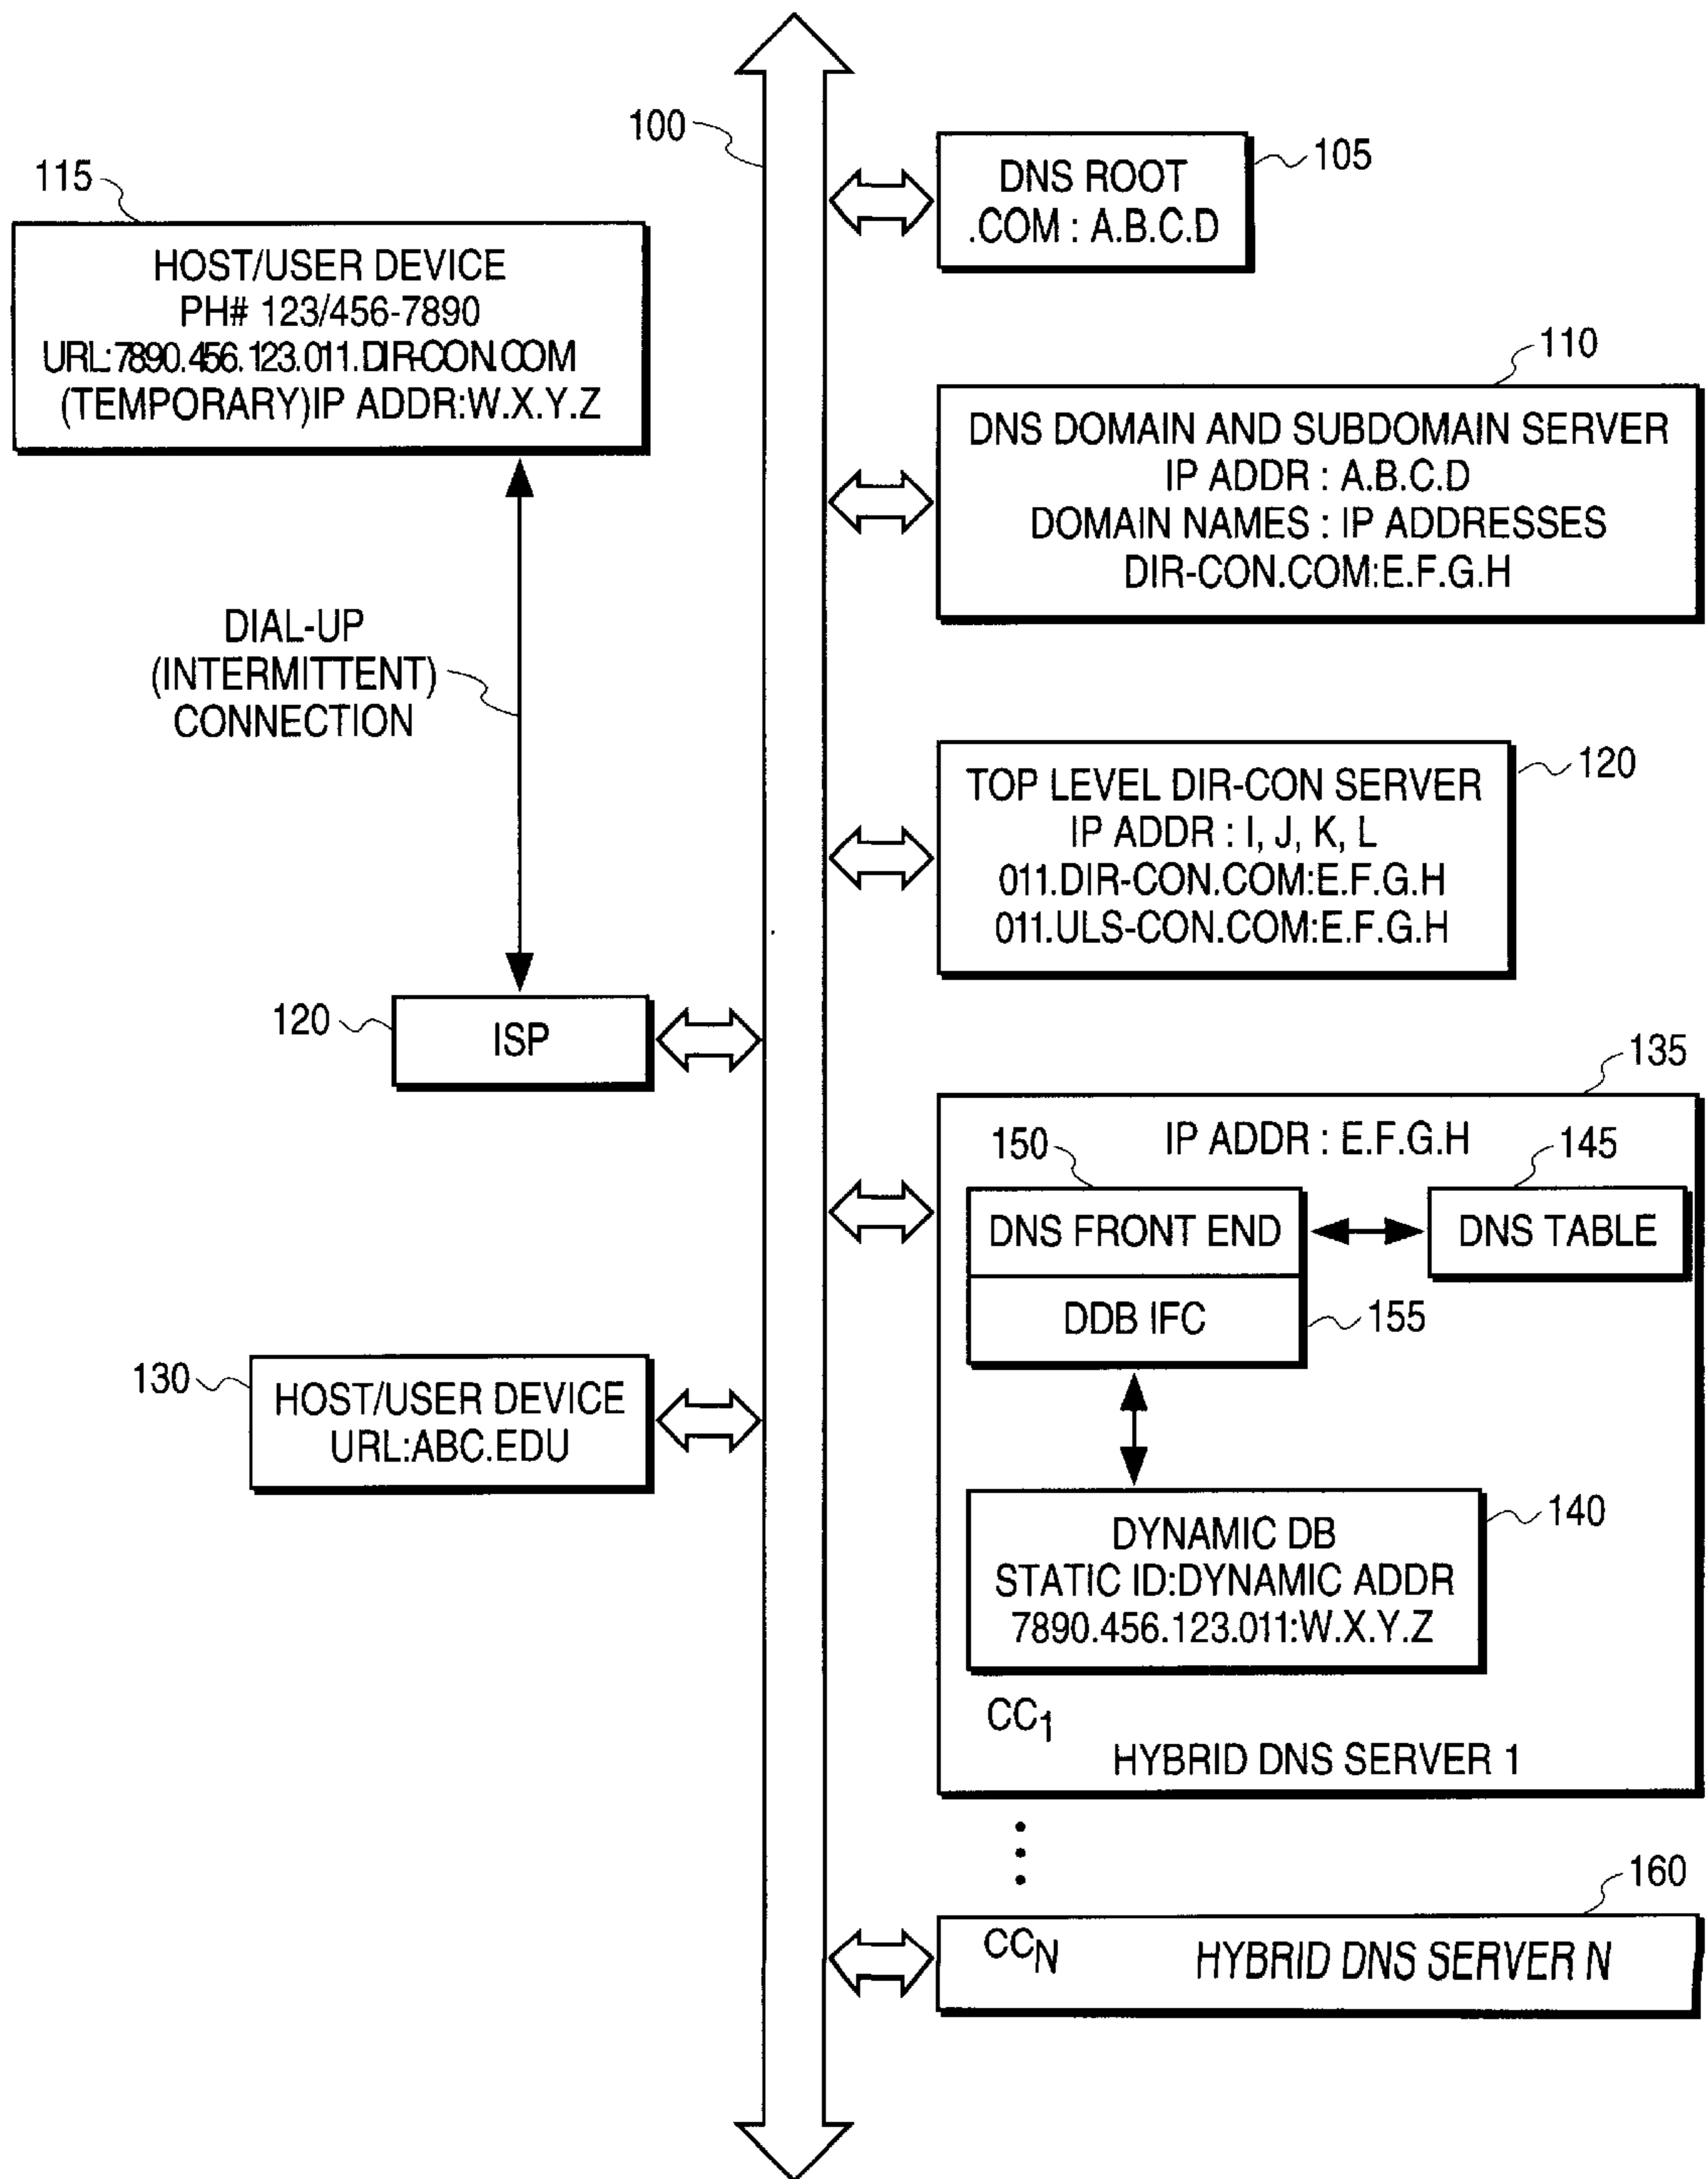 100
105
DNS ROOT
.COM : A.B.C.D
115
HOST/USER DEVICE
PH# 123/456-7890
URL:7890.456.123.011.DIR-CON.COM
(TEMPORARY)IP ADDR:W.X.Y.Z
110
DNS DOMAIN AND SUBDOMAIN SERVER
IP ADDR : A.B.C.D
DOMAIN NAMES : IP ADDRESSES
DIR-CON.COM:E.F.G.H
DIAL-UP
(INTERMITTENT)
CONNECTION
120
TOP LEVEL DIR-CON SERVER
IP ADDR : I, J, K, L
011.DIR-CON.COM:E.F.G.H
011.ULS-CON.COM:E.F.G.H
120
ISP
135
IP ADDR : E.F.G.H
150
145
DNS FRONT END
DNS TABLE
DDB IFC
155
130
HOST/USER DEVICE
URL:ABC.EDU
140
DYNAMIC DB
STATIC ID:DYNAMIC ADDR
7890.456.123.011:W.X.Y.Z
CC1
HYBRID DNS SERVER 1
160
CCN
HYBRID DNS SERVER N